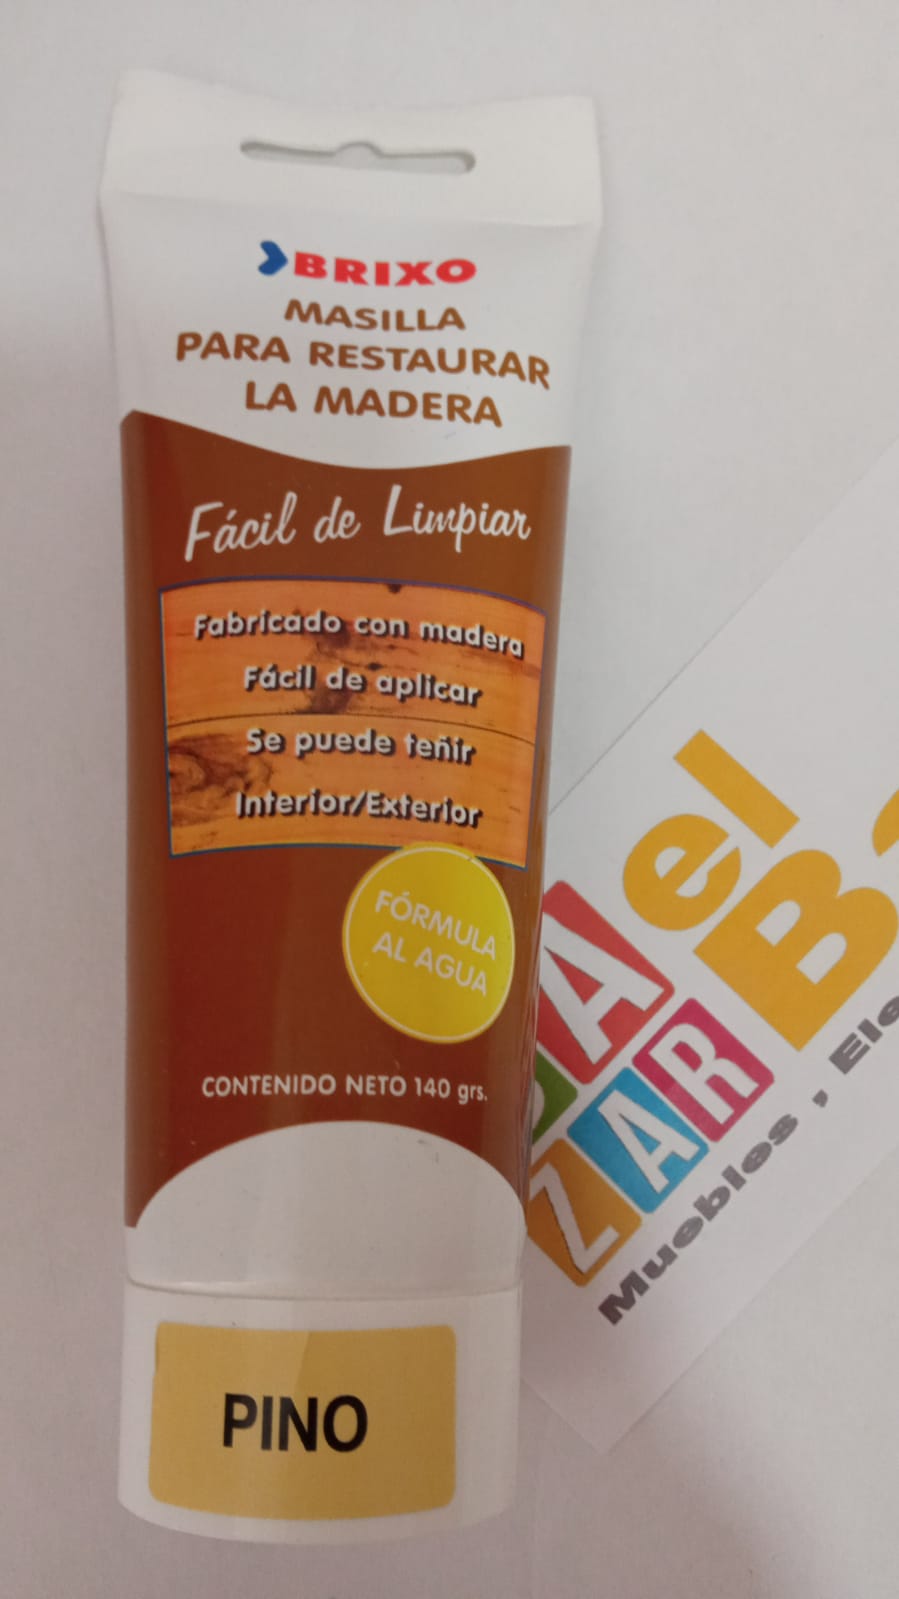 BRIXO
MASILLA
PARA RESTAURAR
LA MADERA
Fácil de Limpiar
Fabricado con madera
Fácil de aplicar
Se puede teñir
Interior/Exterior
FÓRMULA
AL AGUA
CONTENIDO NETO 140 grs.
PINO
el
ZAR
Muebles ,